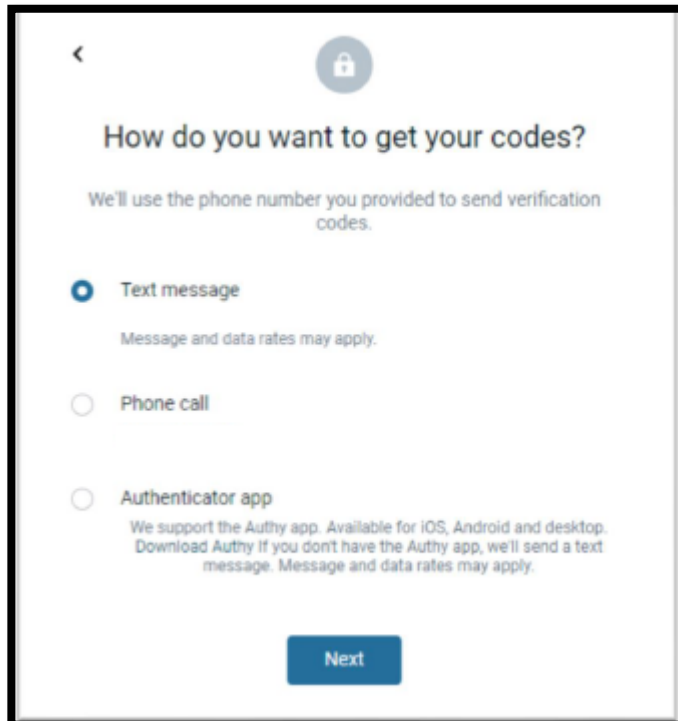 How do you want to get your codes?
We'll use the phone number you provided to send verification
codes.
Text message
Message and data rates may apply.
Phone call
Authenticator app
We support the Authy app. Available for iOS, Android and desktop.
Download Authy If you don't have the Authy app, we'll send a text
message. Message and data rates may apply.
Next